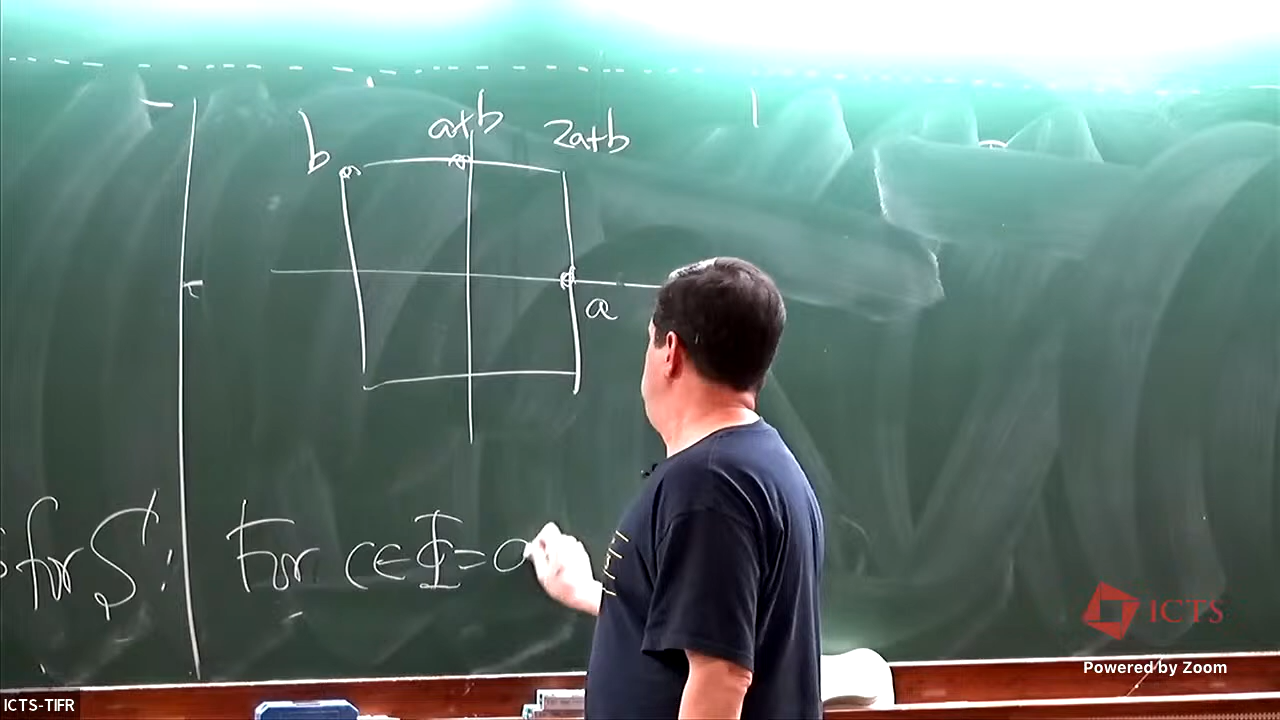 b a+b 2a+b
a
for S':
For c∈Φ=
ICTS
Powered by Zoom
ICTS-TIFR